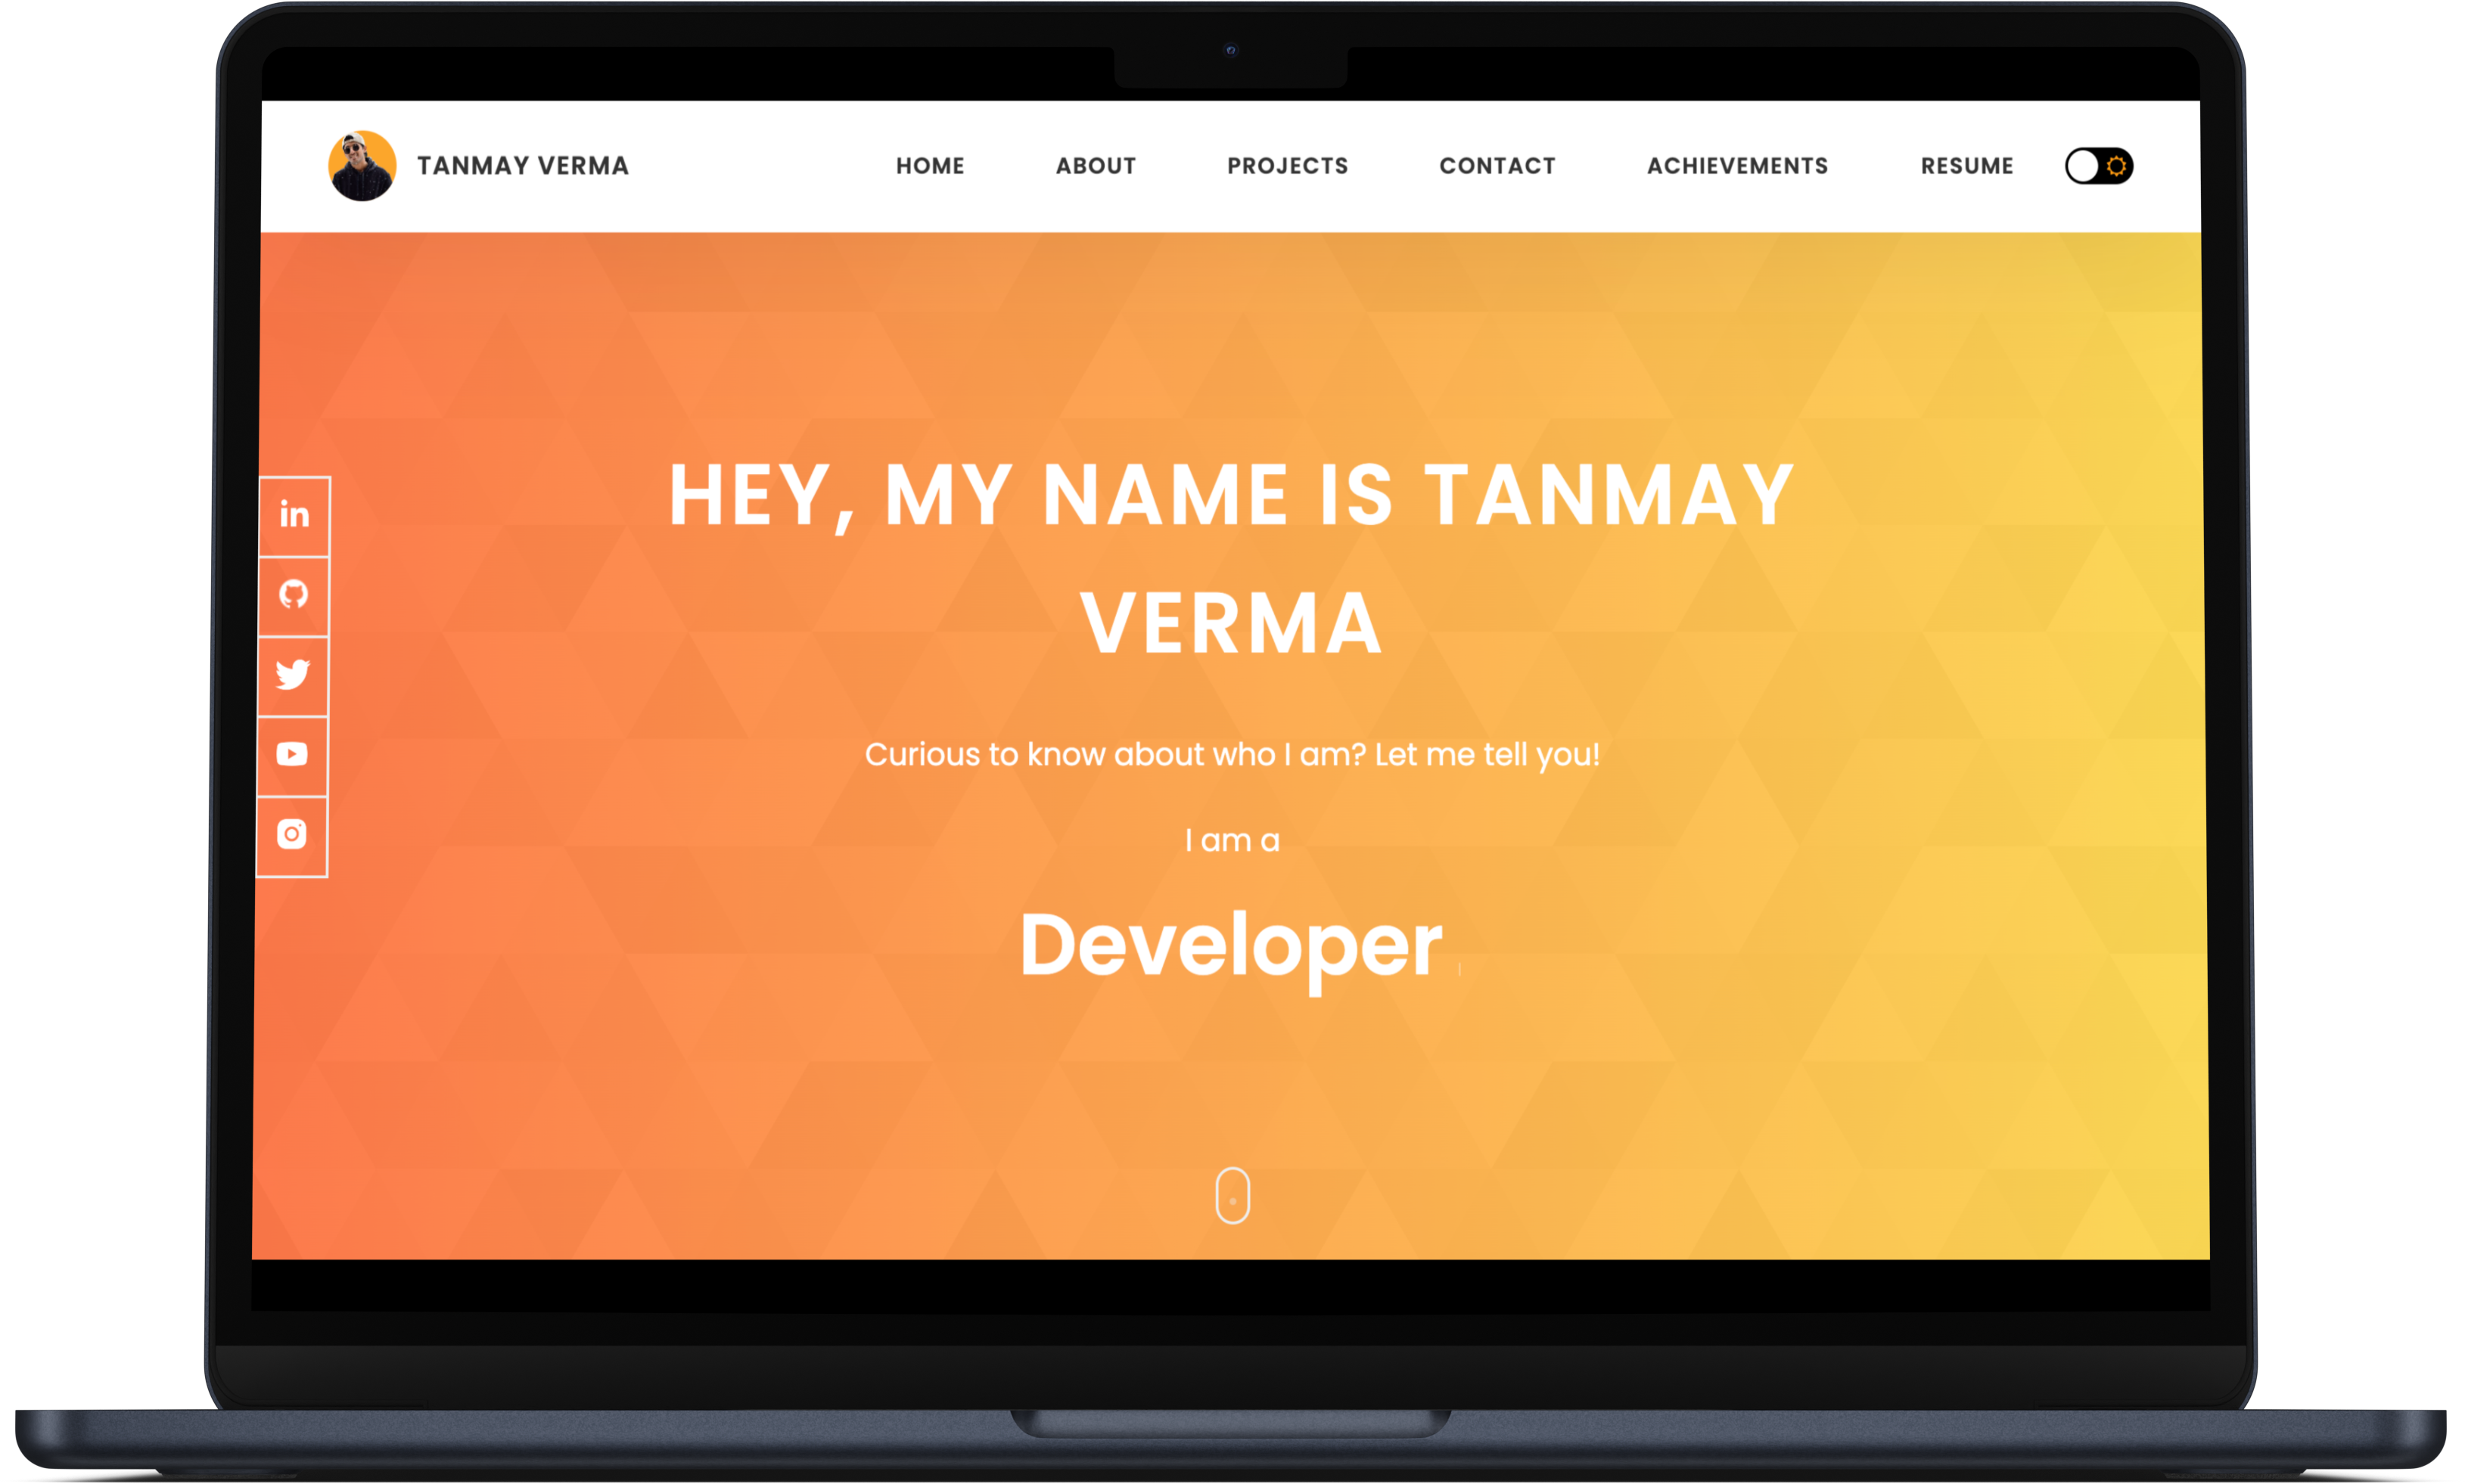 TANMAY VERMA
HOME ABOUT PROJECTS CONTACT ACHIEVEMENTS RESUME
HEY, MY NAME IS TANMAY
VERMA
in
Curious to know about who I am? Let me tell you!
I am a
Developer